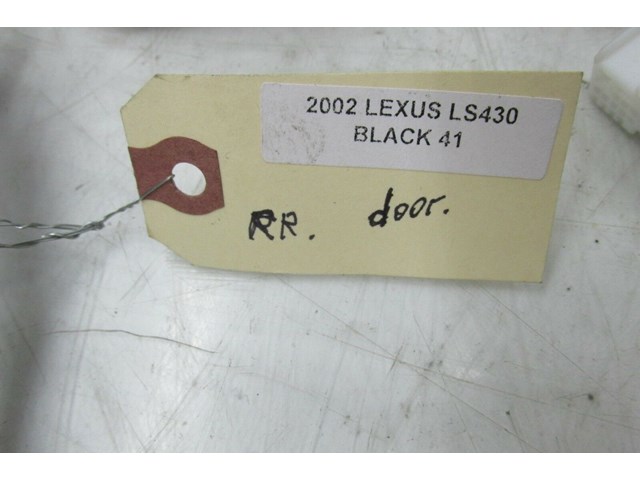 2002 LEXUS LS430
BLACK 41
RR. door.